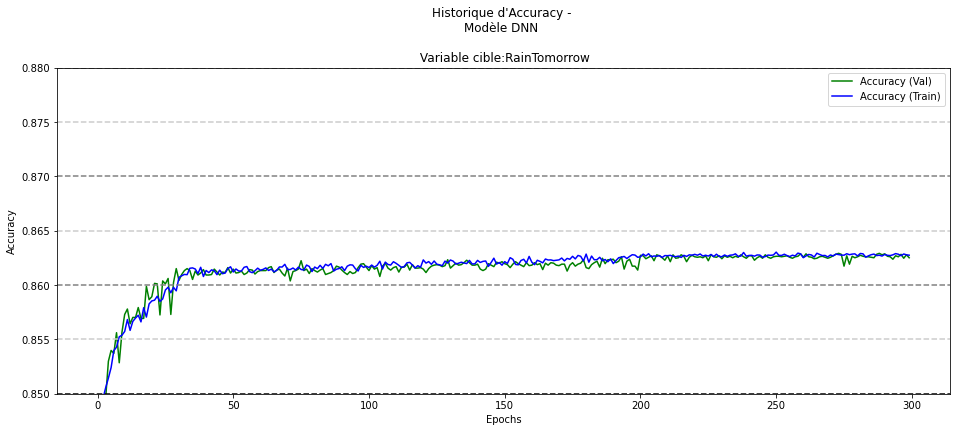 Historique d'Accuracy -
Modèle DNN
Variable cible:RainTomorrow
Accuracy (Val)
Accuracy (Train)
0.880
0.875
0.870
0.865
0.860
0.855
0.850
Accuracy
0 50 100 150 200 250 300
Epochs